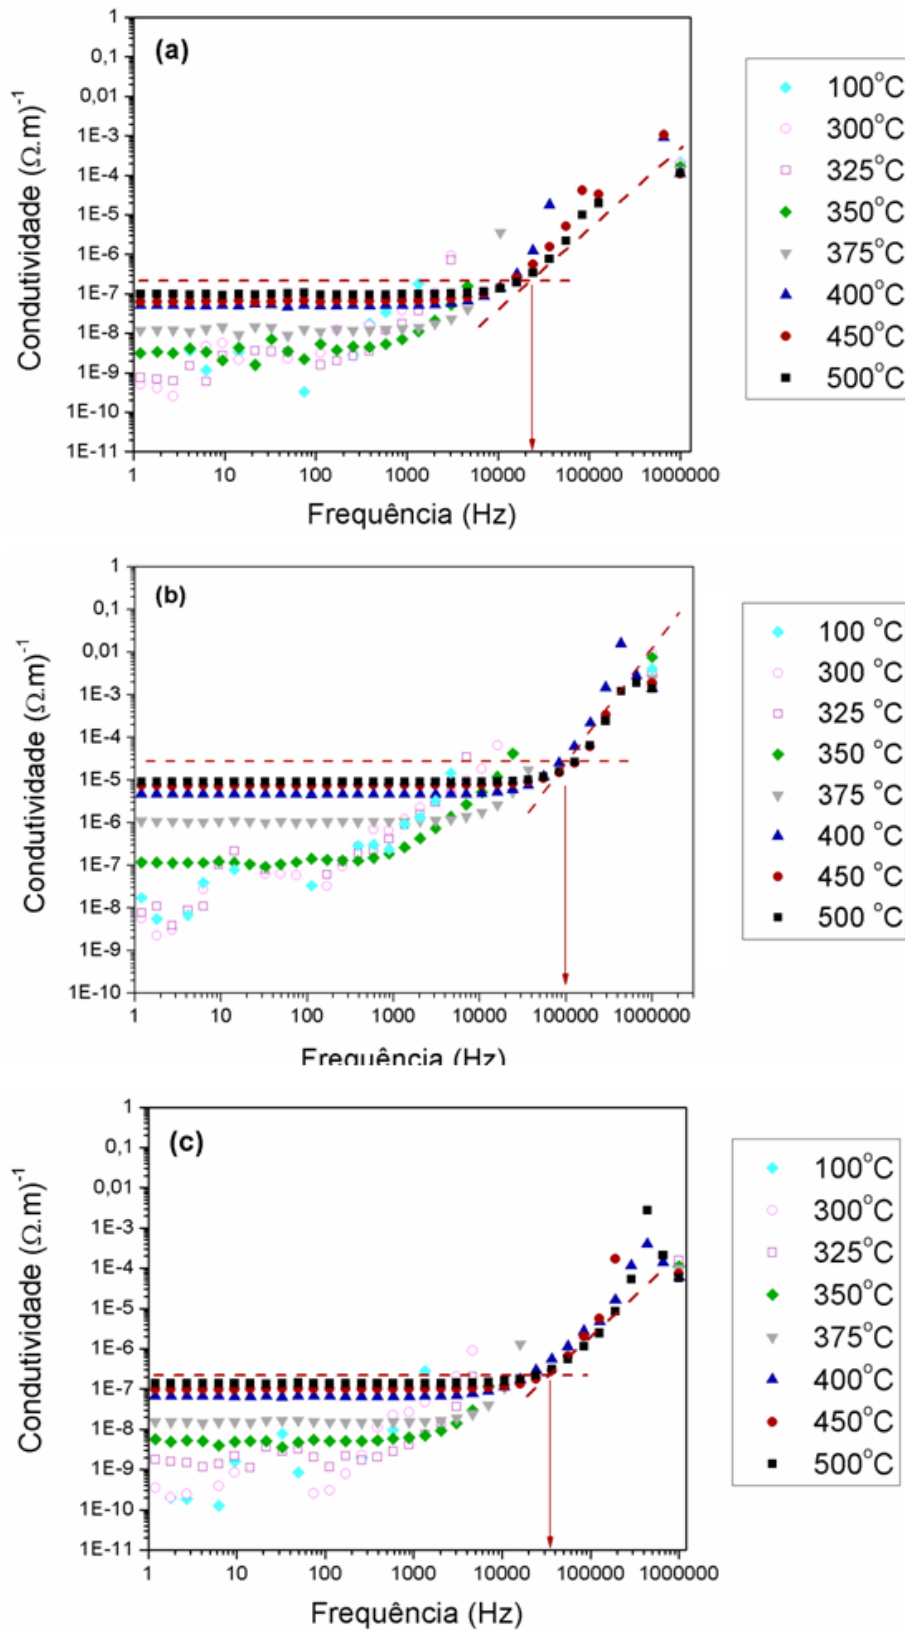 (a)
Condutividade (Ω.m)⁻¹
1
0,1
0,01
1E-3
1E-4
1E-5
1E-6
1E-7
1E-8
1E-9
1E-10
1E-11
1 10 100 1000 10000 100000 1000000
Frequência (Hz)
100°C
300°C
325°C
350°C
375°C
400°C
450°C
500°C
(b)
Condutividade (Ω.m)⁻¹
1
0,1
0,01
1E-3
1E-4
1E-5
1E-6
1E-7
1E-8
1E-9
1E-10
1 10 100 1000 10000 100000 1000000
Frequência (Hz)
100 °C
300 °C
325 °C
350 °C
375 °C
400 °C
450 °C
500 °C
(c)
Condutividade (Ω.m)⁻¹
1
0,1
0,01
1E-3
1E-4
1E-5
1E-6
1E-7
1E-8
1E-9
1E-10
1E-11
1 10 100 1000 10000 100000 1000000
Frequência (Hz)
100°C
300°C
325°C
350°C
375°C
400°C
450°C
500°C